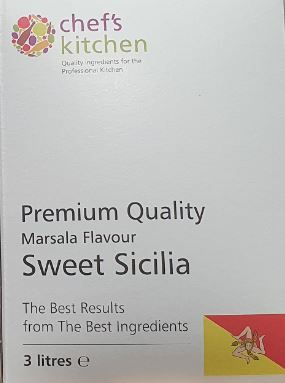 chef's
kitchen
Quality Ingredients for the
Professional Kitchen
Premium Quality
Marsala Flavour
Sweet Sicilia
The Best Results
from The Best Ingredients
3 litres ℮